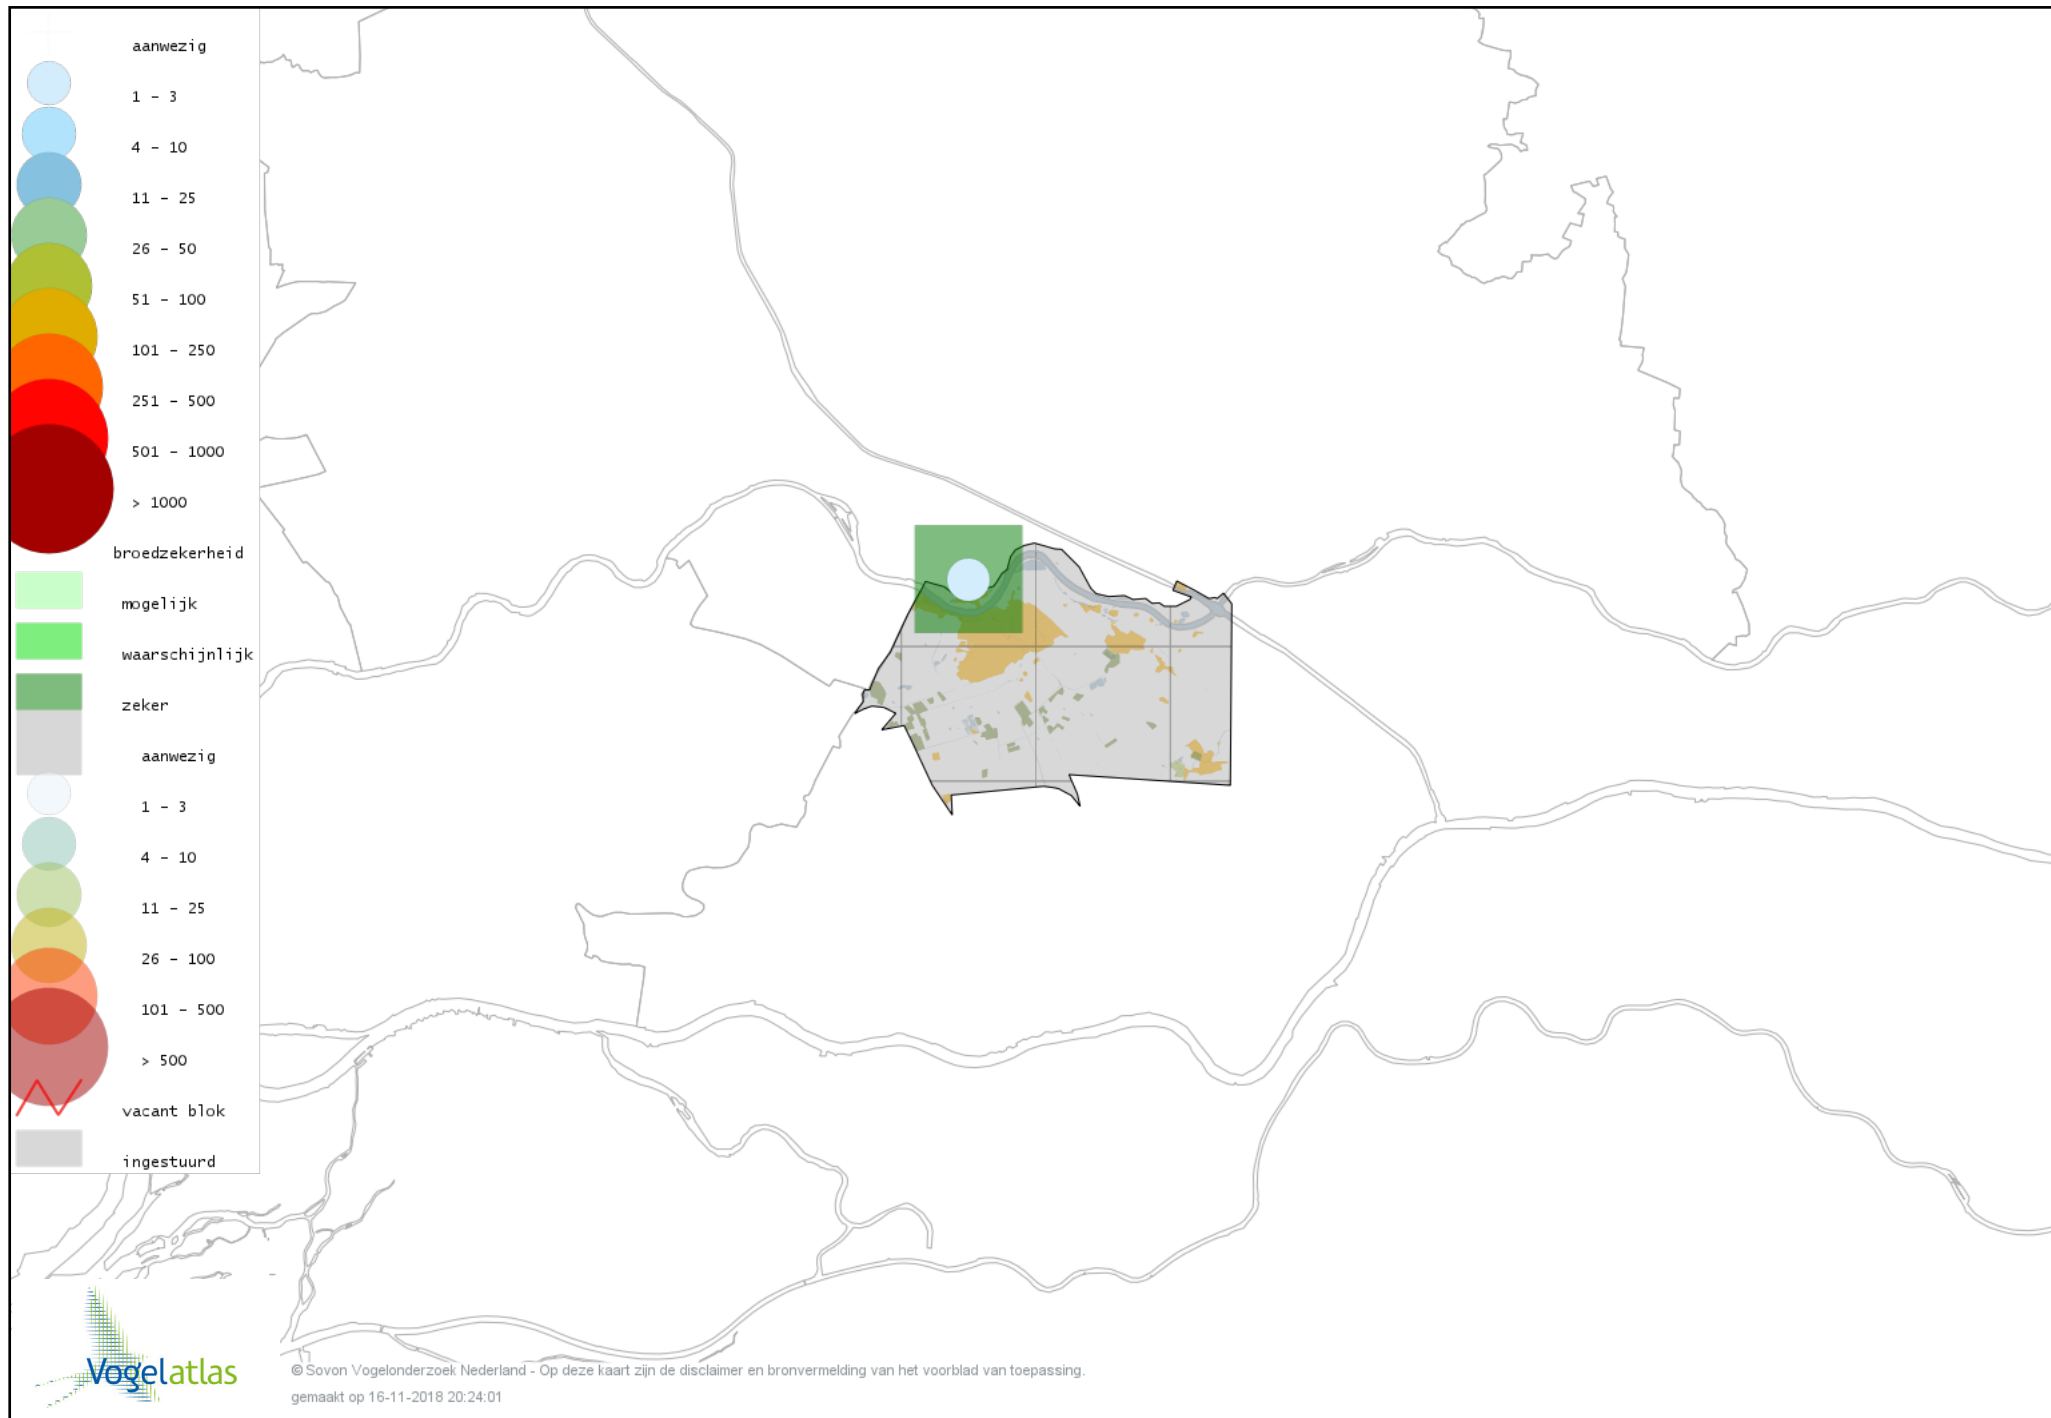 aanwezig
1 - 3
4 - 10
11 - 25
26 - 50
51 - 100
101 - 250
251 - 500
501 - 1000
> 1000
broedzekerheid
mogelijk
waarschijnlijk
zeker
aanwezig
1 - 3
4 - 10
11 - 25
26 - 100
101 - 500
> 500
vacant blok
ingestuurd
Vogelatlas
© Sovon Vogelonderzoek Nederland - Op deze kaart zijn de disclaimer en bronvermelding van het voorblad van toepassing.
gemaakt op 16-11-2018 20:24:01